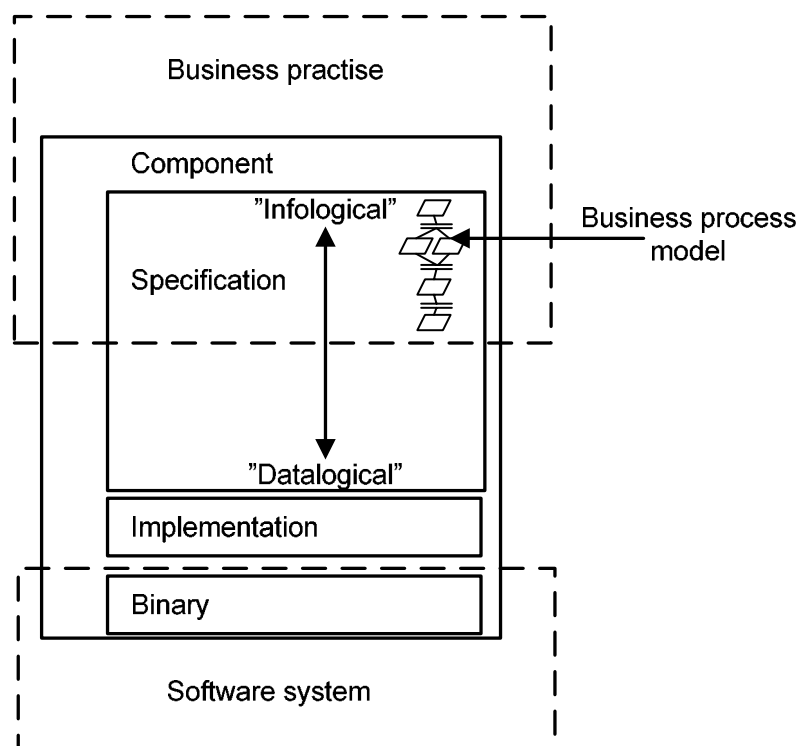 Business practise
Component
”Infological”
Business process
model
Specification
”Datalogical”
Implementation
Binary
Software system